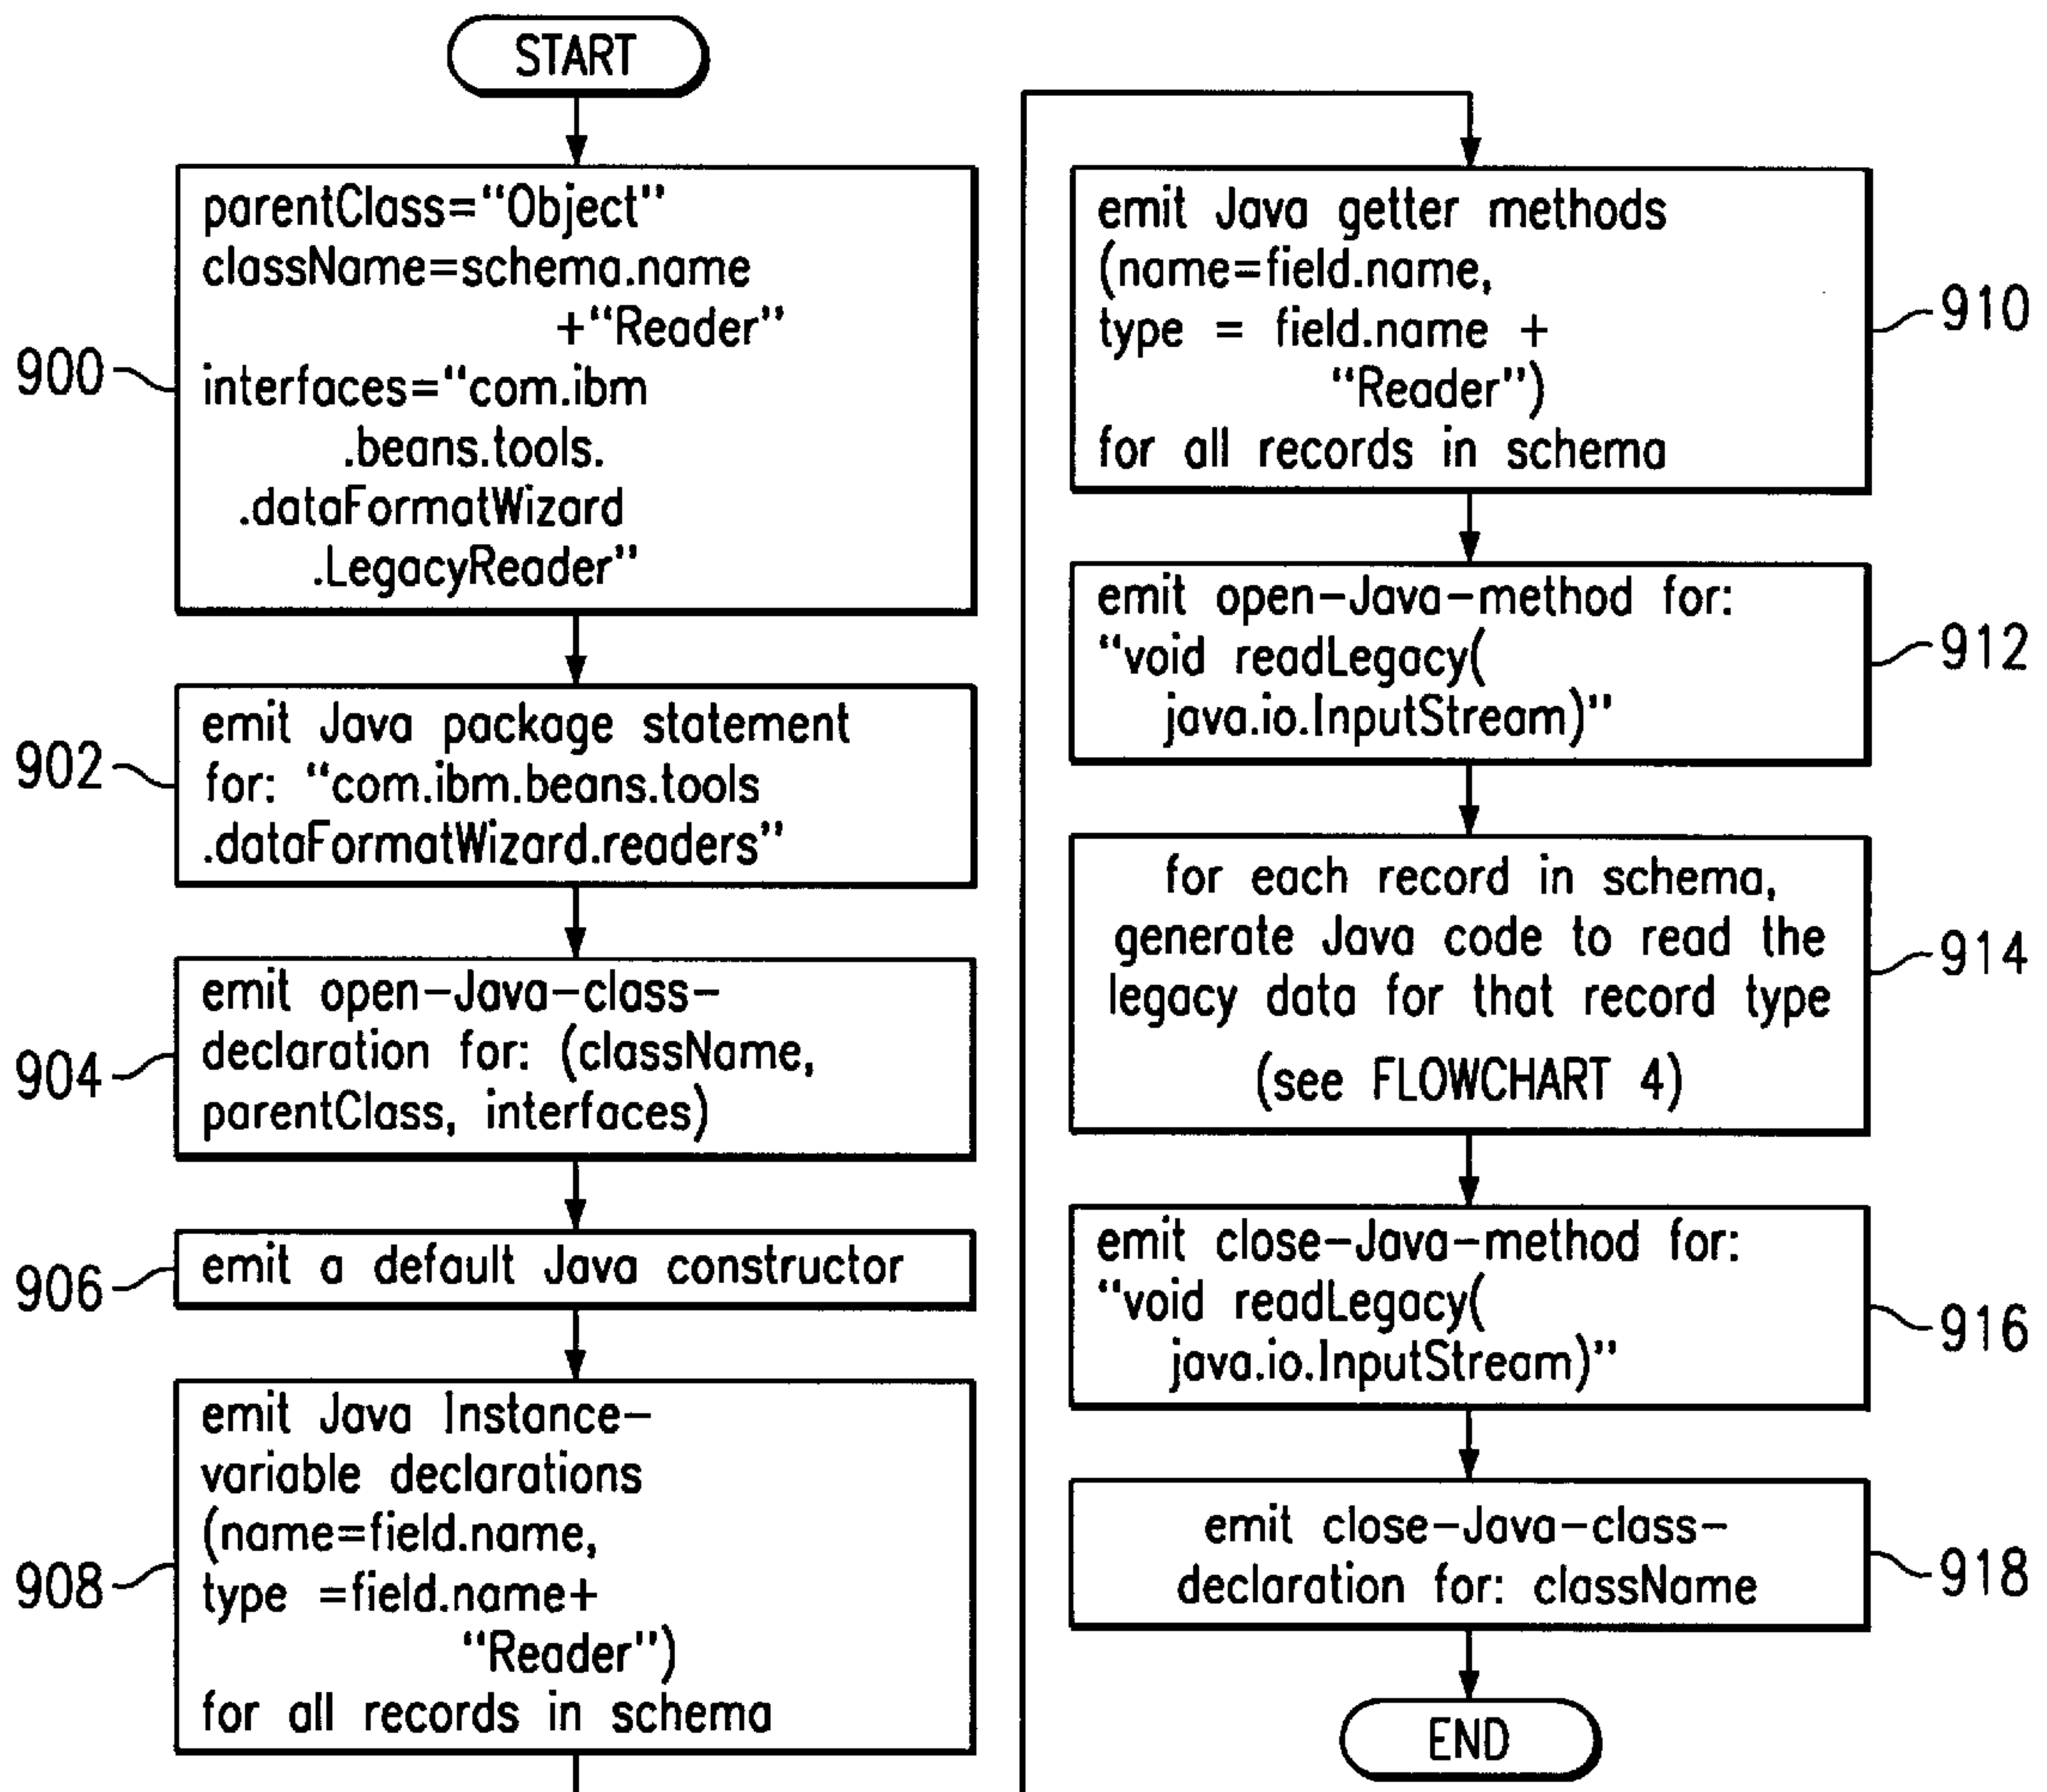 START
parentClass="Object"
className=schema.name
+"Reader"
900
interfaces="com.ibm
.beans.tools.
.dataFormatWizard
.LegacyReader"
902
emit Java package statement
for: "com.ibm.beans.tools
.dataFormatWizard.readers"
904
emit open-Java-class-
declaration for: (className,
parentClass, interfaces)
906
emit a default Java constructor
908
emit Java Instance-
variable declarations
(name=field.name,
type =field.name+
"Reader")
for all records in schema
emit Java getter methods
(name=field.name,
type = field.name +
"Reader")
for all records in schema
910
emit open-Java-method for:
"void readLegacy(
java.io.InputStream)"
912
for each record in schema,
generate Java code to read the
legacy data for that record type
(see FLOWCHART 4)
914
emit close-Java-method for:
"void readLegacy(
java.io.InputStream)"
916
emit close-Java-class-
declaration for: className
918
END